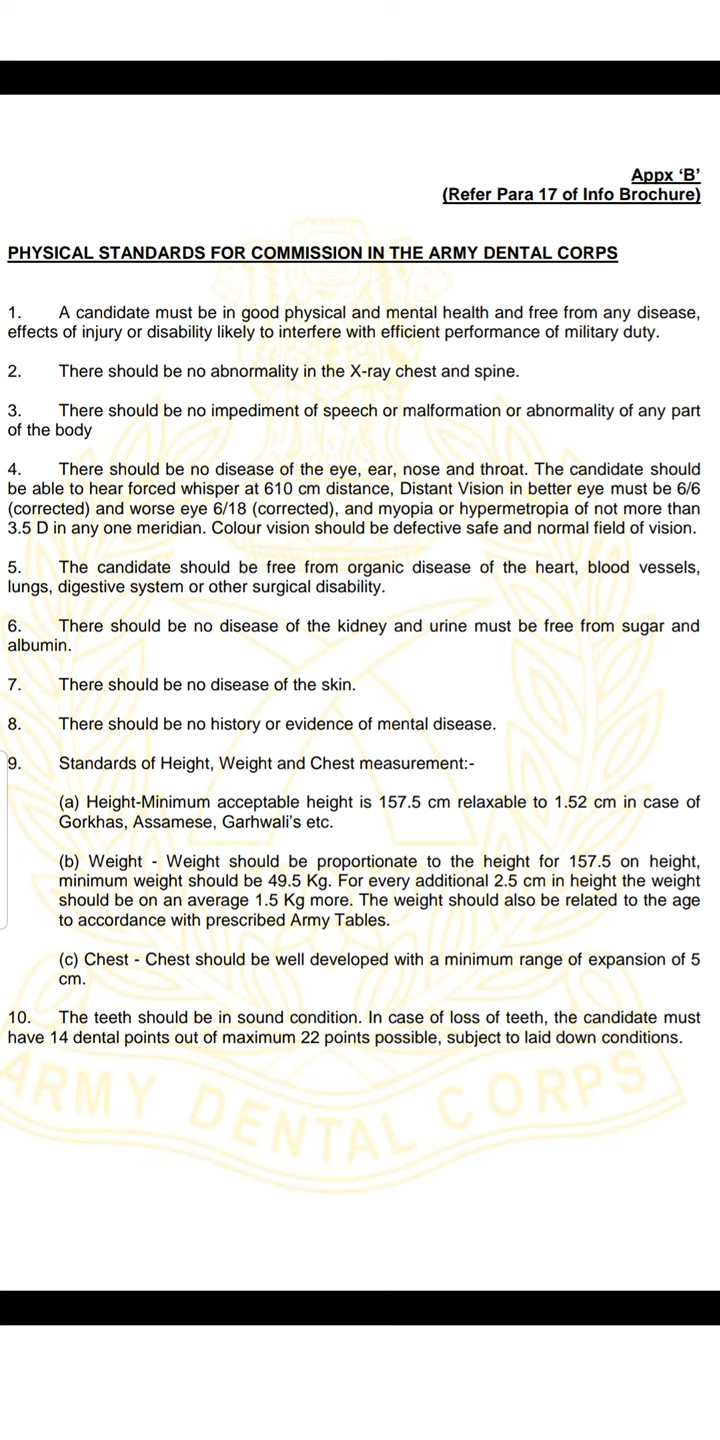 Appx ‘B’
(Refer Para 17 of Info Brochure)
PHYSICAL STANDARDS FOR COMMISSION IN THE ARMY DENTAL CORPS
1. A candidate must be in good physical and mental health and free from any disease,
effects of injury or disability likely to interfere with efficient performance of military duty.
2. There should be no abnormality in the X-ray chest and spine.
3. There should be no impediment of speech or malformation or abnormality of any part
of the body
4. There should be no disease of the eye, ear, nose and throat. The candidate should
be able to hear forced whisper at 610 cm distance, Distant Vision in better eye must be 6/6
(corrected) and worse eye 6/18 (corrected), and myopia or hypermetropia of not more than
3.5 D in any one meridian. Colour vision should be defective safe and normal field of vision.
5. The candidate should be free from organic disease of the heart, blood vessels,
lungs, digestive system or other surgical disability.
6. There should be no disease of the kidney and urine must be free from sugar and
albumin.
7. There should be no disease of the skin.
8. There should be no history or evidence of mental disease.
9. Standards of Height, Weight and Chest measurement:-
(a) Height-Minimum acceptable height is 157.5 cm relaxable to 1.52 cm in case of
Gorkhas, Assamese, Garhwali’s etc.
(b) Weight - Weight should be proportionate to the height for 157.5 on height,
minimum weight should be 49.5 Kg. For every additional 2.5 cm in height the weight
should be on an average 1.5 Kg more. The weight should also be related to the age
to accordance with prescribed Army Tables.
(c) Chest - Chest should be well developed with a minimum range of expansion of 5
cm.
10. The teeth should be in sound condition. In case of loss of teeth, the candidate must
have 14 dental points out of maximum 22 points possible, subject to laid down conditions.
ARMY DENTAL CORPS